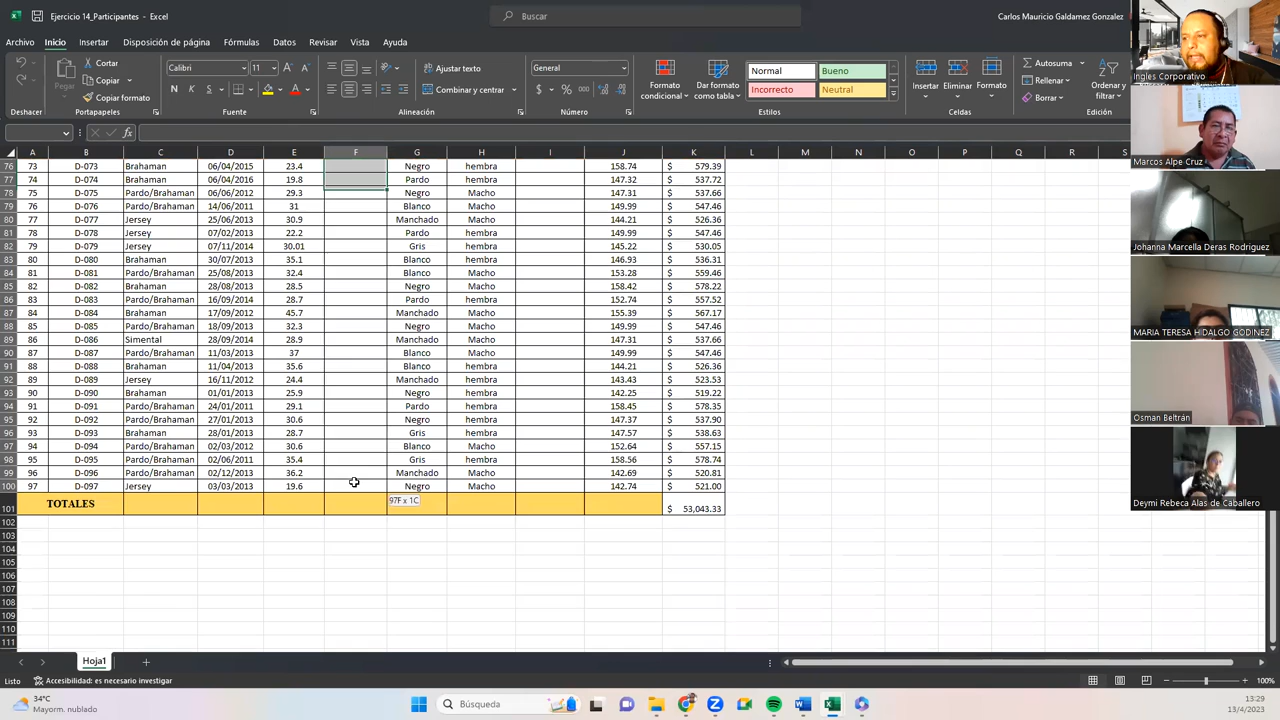 Ejercicio 14_Participantes - Excel
Buscar
Carlos Mauricio Galdamez Gonzalez
Archivo Inicio Insertar Disposición de página Fórmulas Datos Revisar Vista Ayuda
Cortar
Copiar
Copiar formato
Pegar
Calibri 11
N K S
Ajustar texto
Combinar y centrar
General
Formato condicional
Dar formato como tabla
Normal Bueno
Incorrecto Neutral
Insertar Eliminar Formato
Autosuma
Rellenar
Borrar
Ordenar y filtrar
Deshacer Portapapeles Fuente Alineación Número Estilos Celdas
A B C D E F G H I J K L M N O P Q R S
76 73 D-073 Brahaman 06/04/2015 23.4 Negro hembra 158.74 $ 579.39
77 74 D-074 Brahaman 06/04/2016 19.8 Pardo hembra 147.32 $ 537.72
78 75 D-075 Pardo/Brahaman 06/06/2012 29.3 Negro Macho 147.31 $ 537.66
79 76 D-076 Pardo/Brahaman 14/06/2011 31 Blanco Macho 149.99 $ 547.46
80 77 D-077 Jersey 25/06/2013 30.9 Manchado hembra 144.21 $ 526.36
81 78 D-078 Jersey 07/02/2013 22.2 Pardo hembra 149.99 $ 547.46
82 79 D-079 Jersey 07/11/2014 30.01 Gris hembra 145.22 $ 530.05
83 80 D-080 Brahaman 30/07/2013 35.1 Blanco hembra 146.93 $ 536.31
84 81 D-081 Pardo/Brahaman 25/08/2013 32.4 Blanco Macho 153.28 $ 559.46
85 82 D-082 Brahaman 28/08/2013 28.5 Negro Macho 158.42 $ 578.22
86 83 D-083 Pardo/Brahaman 16/09/2014 28.7 Pardo hembra 152.74 $ 557.52
87 84 D-084 Brahaman 17/09/2012 45.7 Manchado hembra 155.39 $ 567.17
88 85 D-085 Pardo/Brahaman 18/09/2013 32.3 Negro Macho 149.99 $ 547.46
89 86 D-086 Simental 28/09/2014 28.9 Manchado Macho 147.31 $ 537.66
90 87 D-087 Pardo/Brahaman 11/03/2013 37 Blanco Macho 149.99 $ 547.46
91 88 D-088 Brahaman 11/04/2013 35.6 Blanco Macho 144.21 $ 526.36
92 89 D-089 Jersey 16/11/2012 24.4 Manchado hembra 143.43 $ 523.53
93 90 D-090 Brahaman 01/01/2013 25.9 Negro hembra 142.25 $ 519.22
94 91 D-091 Pardo/Brahaman 24/01/2011 29.1 Pardo hembra 158.45 $ 578.35
95 92 D-092 Pardo/Brahaman 27/01/2013 30.6 Negro hembra 147.37 $ 537.90
96 93 D-093 Brahaman 28/01/2013 28.7 Gris hembra 147.57 $ 538.63
97 94 D-094 Pardo/Brahaman 02/03/2012 30.6 Blanco Macho 152.64 $ 557.15
98 95 D-095 Pardo/Brahaman 02/06/2011 35.4 Gris hembra 158.56 $ 578.74
99 96 D-096 Pardo/Brahaman 02/12/2013 36.2 Manchado Macho 142.69 $ 520.81
100 97 D-097 Jersey 03/03/2013 19.6 Negro Macho 142.74 $ 521.00
97F x 1C
101 TOTALES $ 53,043.33
102
103
104
105
106
107
108
109
110
111
Hoja1
Listo Accesibilidad: es necesario investigar 100%
34°C
Mayorm. nublado
Búsqueda
13:29
13/4/2023
Ingles Corporativo
Marcos Alpe Cruz
Johanna Marcella Deras Rodriguez
MARIA TERESA HIDALGO GODINEZ
Osman Beltrán
Deymi Rebeca Alas de Caballero